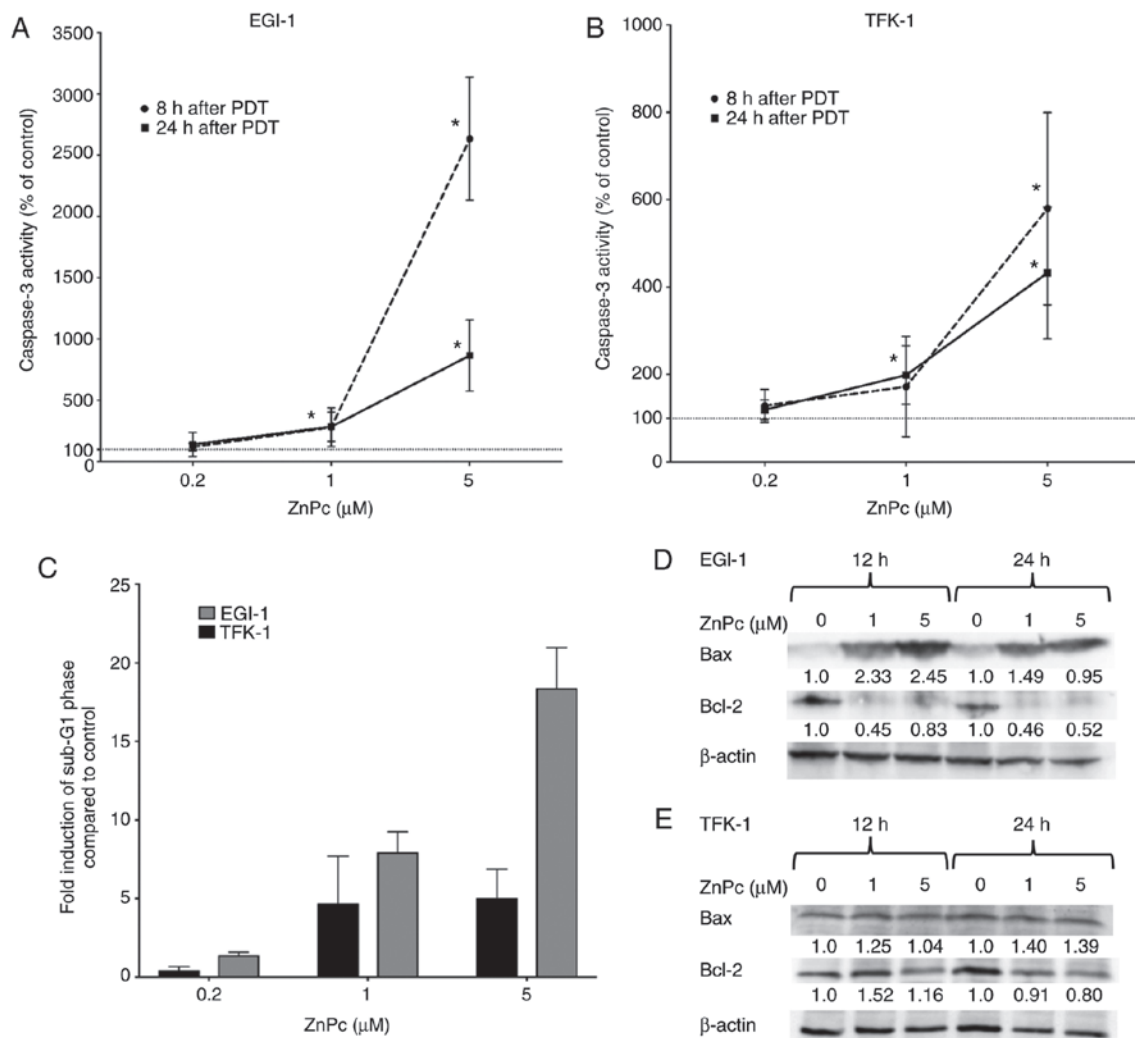 A
EGI-1
Caspase-3 activity (% of control)
3500
3000
2500
2000
1500
1000
500
100
0
8 h after PDT
24 h after PDT
*
*
*
0.2
1
5
ZnPc (μM)
B
TFK-1
Caspase-3 activity (% of control)
1000
800
600
400
200
100
0
8 h after PDT
24 h after PDT
*
*
*
0.2
1
5
ZnPc (μM)
C
Fold induction of sub-G1 phase
compared to control
25
20
15
10
5
0
EGI-1
TFK-1
0.2
1
5
ZnPc (μM)
D
EGI-1 12 h 24 h
ZnPc (μM) 0 1 5 0 1 5
Bax
1.0 2.33 2.45 1.0 1.49 0.95
Bcl-2
1.0 0.45 0.83 1.0 0.46 0.52
β-actin
E
TFK-1 12 h 24 h
ZnPc (μM) 0 1 5 0 1 5
Bax
1.0 1.25 1.04 1.0 1.40 1.39
Bcl-2
1.0 1.52 1.16 1.0 0.91 0.80
β-actin